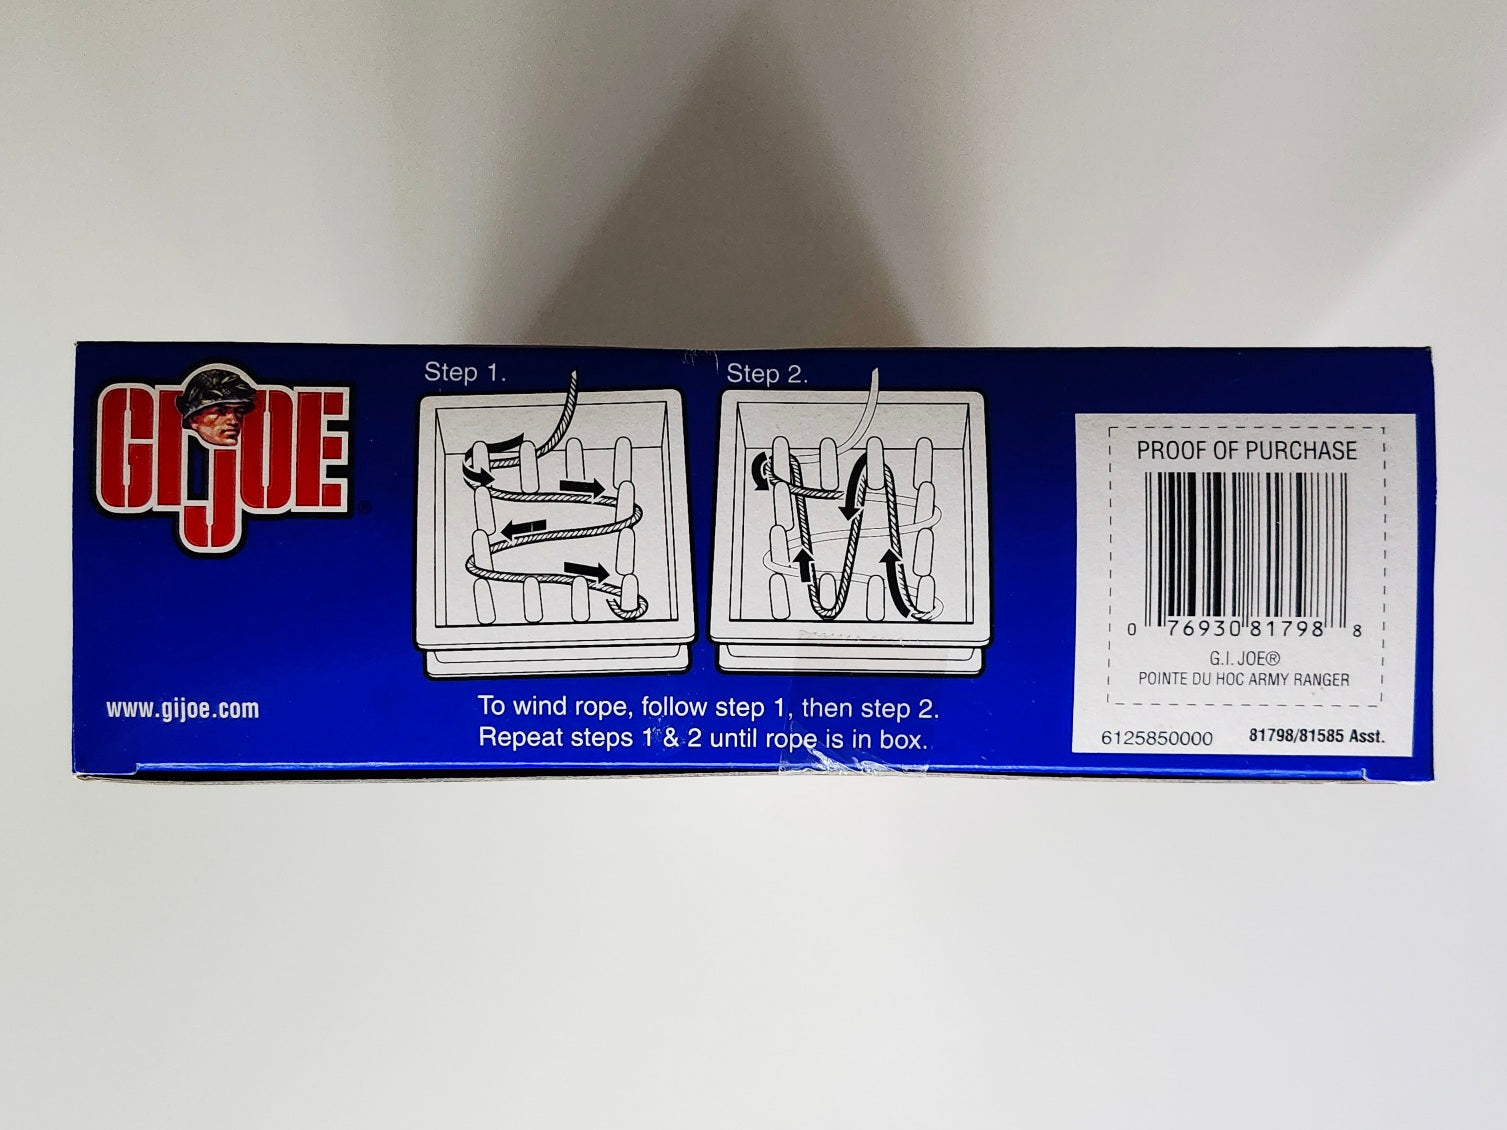 GI JOE ®
www.gijoe.com
Step 1.
Step 2.
To wind rope, follow step 1, then step 2.
Repeat steps 1 & 2 until rope is in box.
PROOF OF PURCHASE
0 76930 81798 8
G.I. JOE®
POINTE DU HOC ARMY RANGER
6125850000 81798/81585 Asst.